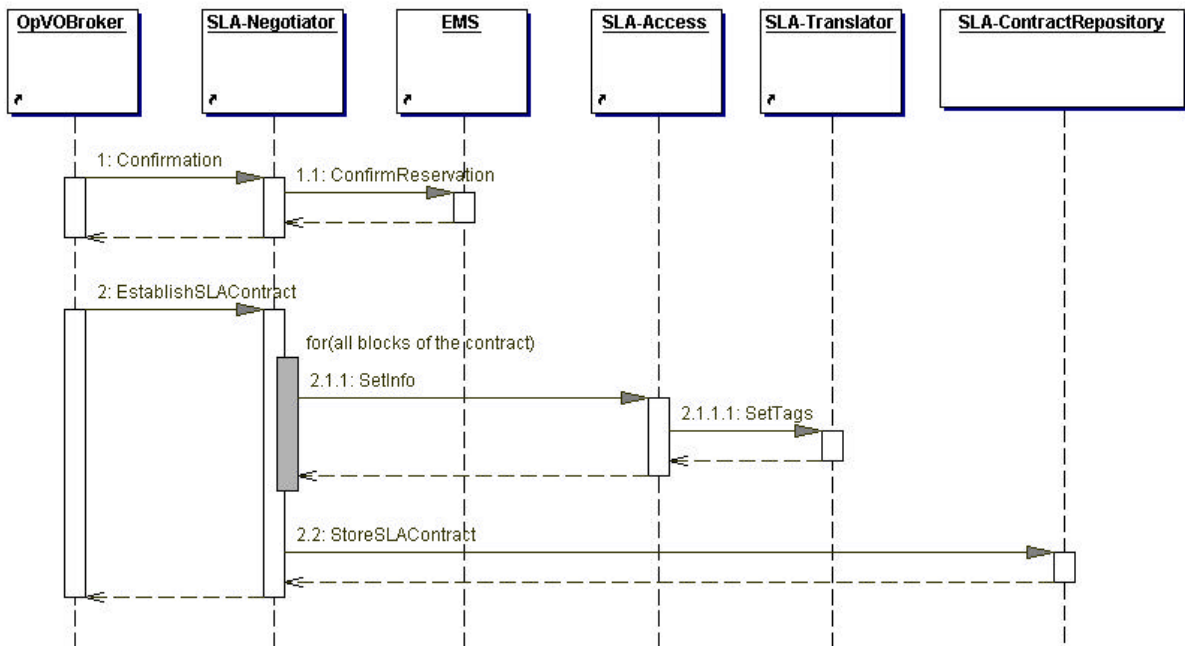 OpVOBroker
SLA-Negotiator
EMS
SLA-Access
SLA-Translator
SLA-ContractRepository
1: Confirmation
1.1: ConfirmReservation
2: EstablishSLAContract
for(all blocks of the contract)
2.1.1: SetInfo
2.1.1.1: SetTags
2.2: StoreSLAContract